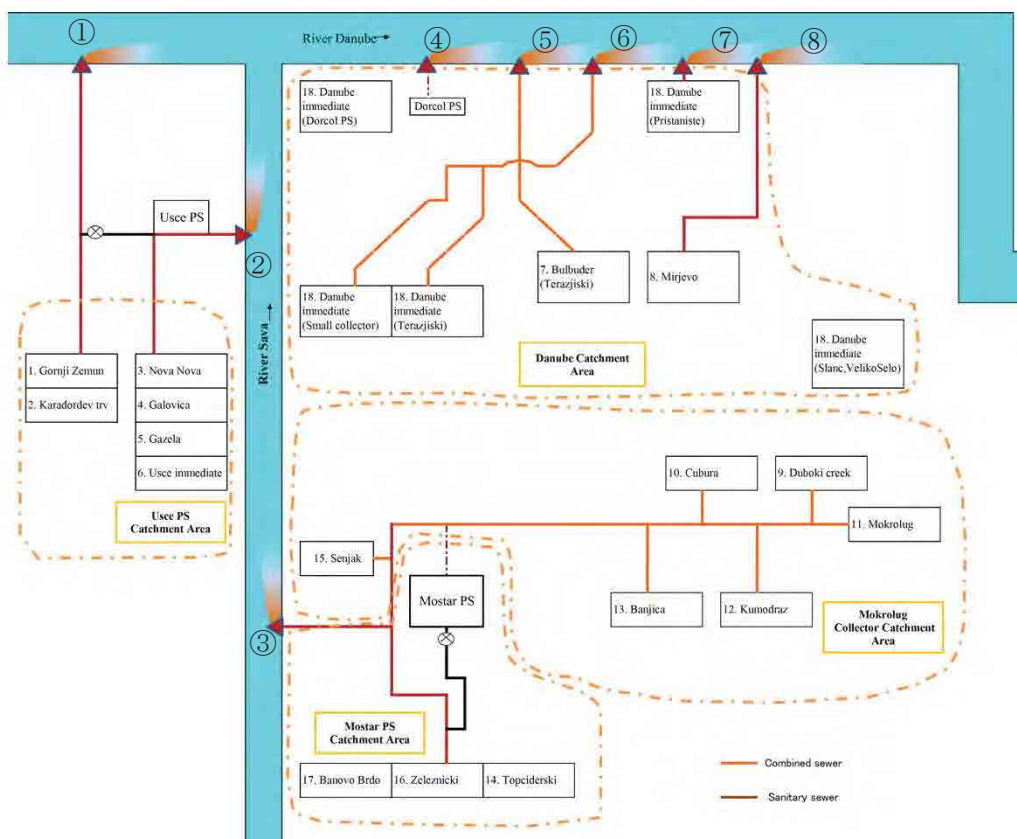 ①
River Danube
④
⑤
⑥
⑦
⑧
18. Danube
immediate
(Dorcol PS)
Dorcol PS
18. Danube
immediate
(Pristaniste)
Usce PS
②
7. Bulbuder
(Terazjiski)
8. Mirjevo
18. Danube
immediate
(Small collector)
18. Danube
immediate
(Terazjiski)
River Sava
Danube Catchment
Area
18. Danube
immediate
(Slanc,VelikoSelo)
1. Gornji Zemun
2. Karadordev trv
3. Nova Nova
4. Galovica
5. Gazela
6. Usce immediate
Usce PS
Catchment Area
10. Cubura
9. Duboki creek
11. Mokrolug
15. Senjak
Mostar PS
13. Banjica
12. Kumodraz
Mokrolug
Collector Catchment
Area
③
Mostar PS
Catchment Area
17. Banovo Brdo
16. Zeleznicki
14. Topciderski
Combined sewer
Sanitary sewer